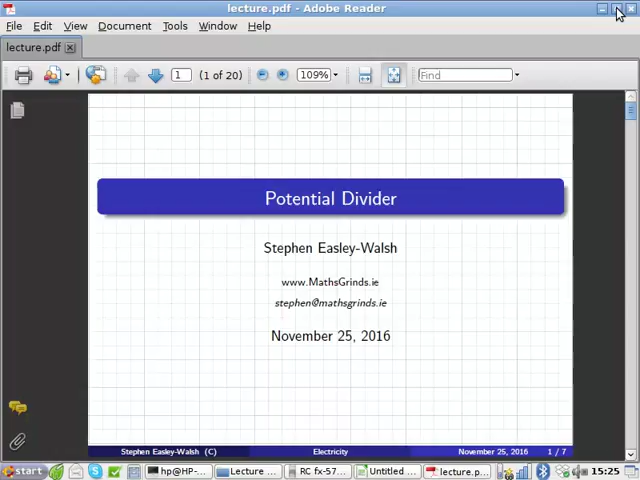 lecture.pdf - Adobe Reader
File Edit View Document Tools Window Help
lecture.pdf
1 (1 of 20) 109% Find
Potential Divider
Stephen Easley-Walsh
www.MathsGrinds.ie
stephen@mathsgrinds.ie
November 25, 2016
Stephen Easley-Walsh (C) Electricity November 25, 2016 1 / 7
start hp@HP-... Lecture ... RC fx-57... Untitled ... lecture.p... 15:25